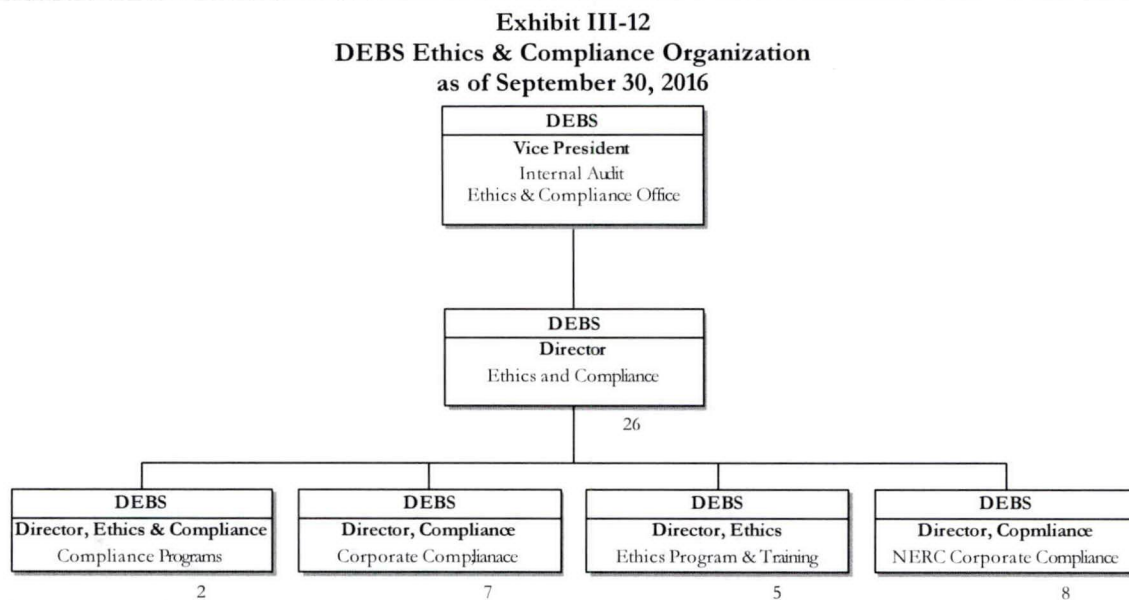 Exhibit III-12
DEBS Ethics & Compliance Organization
as of September 30, 2016
DEBS
Vice President
Internal Audit
Ethics & Compliance Office
DEBS
Director
Ethics and Compliance
26
DEBS
Director, Ethics & Compliance
Compliance Programs
2
DEBS
Director, Compliance
Corporate Complianace
7
DEBS
Director, Ethics
Ethics Program & Training
5
DEBS
Director, Copmliance
NERC Corporate Compliance
8